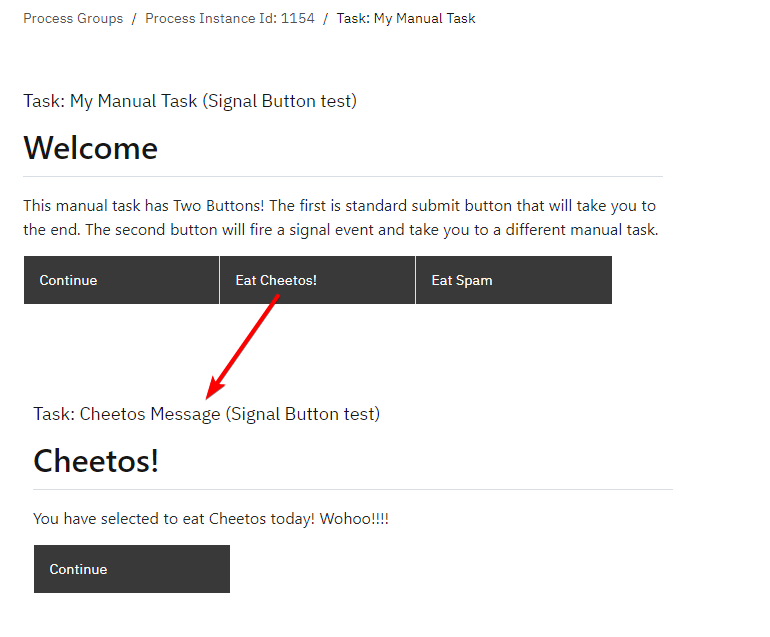 Process Groups / Process Instance Id: 1154 / Task: My Manual Task
Task: My Manual Task (Signal Button test)
Welcome
This manual task has Two Buttons! The first is standard submit button that will take you to
the end. The second button will fire a signal event and take you to a different manual task.
Continue Eat Cheetos! Eat Spam
Task: Cheetos Message (Signal Button test)
Cheetos!
You have selected to eat Cheetos today! Wohoo!!!!
Continue